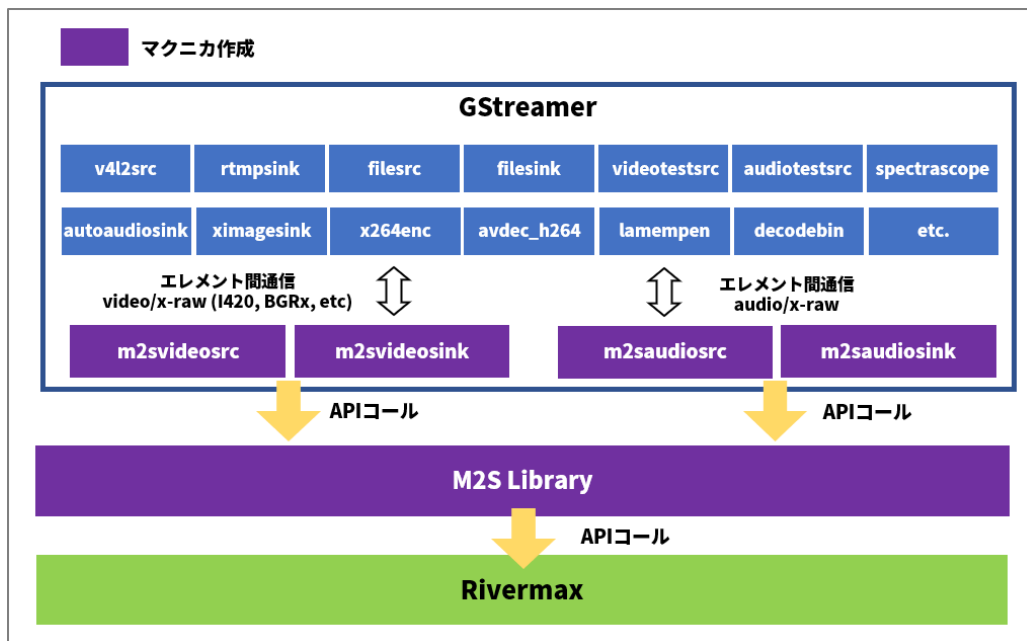 マクニカ作成
GStreamer
v4l2src rtmpsink filesrc filesink videotestsrc audiotestsrc spectrascope
autoaudiosink ximagesink x264enc avdec_h264 lamempen decodebin etc.
エレメント間通信
video/x-raw (I420, BGRx, etc)
エレメント間通信
audio/x-raw
m2svideosrc m2svideosink m2saudiosrc m2saudiosink
APIコール APIコール
M2S Library
APIコール
Rivermax